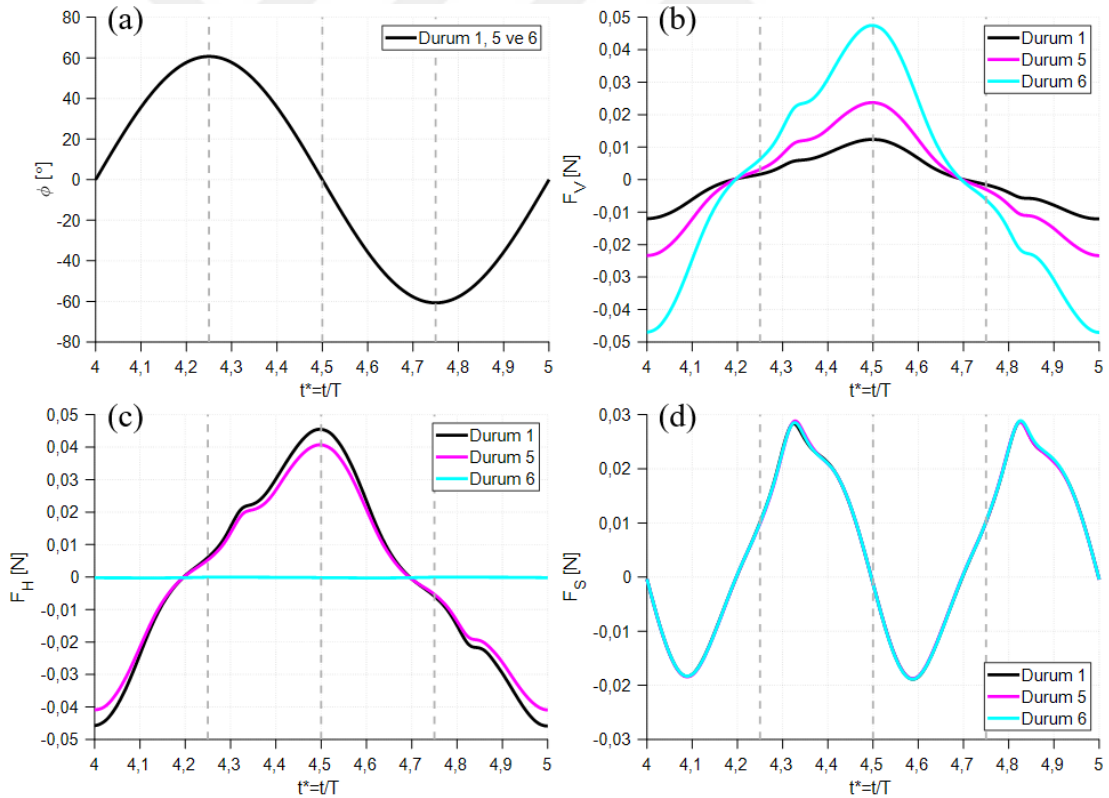 (a)
80
60
40
20
0
-20
-40
-60
-80
ϕ [°]
Durum 1, 5 ve 6
4 4,1 4,2 4,3 4,4 4,5 4,6 4,7 4,8 4,9 5
t*=t/T
(b)
0,05
0,04
0,03
0,02
0,01
0
-0,01
-0,02
-0,03
-0,04
-0,05
F_V [N]
Durum 1
Durum 5
Durum 6
4 4,1 4,2 4,3 4,4 4,5 4,6 4,7 4,8 4,9 5
t*=t/T
(c)
0,05
0,04
0,03
0,02
0,01
0
-0,01
-0,02
-0,03
-0,04
-0,05
F_H [N]
Durum 1
Durum 5
Durum 6
4 4,1 4,2 4,3 4,4 4,5 4,6 4,7 4,8 4,9 5
t*=t/T
(d)
0,03
0,02
0,01
0
-0,01
-0,02
-0,03
F_S [N]
Durum 1
Durum 5
Durum 6
4 4,1 4,2 4,3 4,4 4,5 4,6 4,7 4,8 4,9 5
t*=t/T